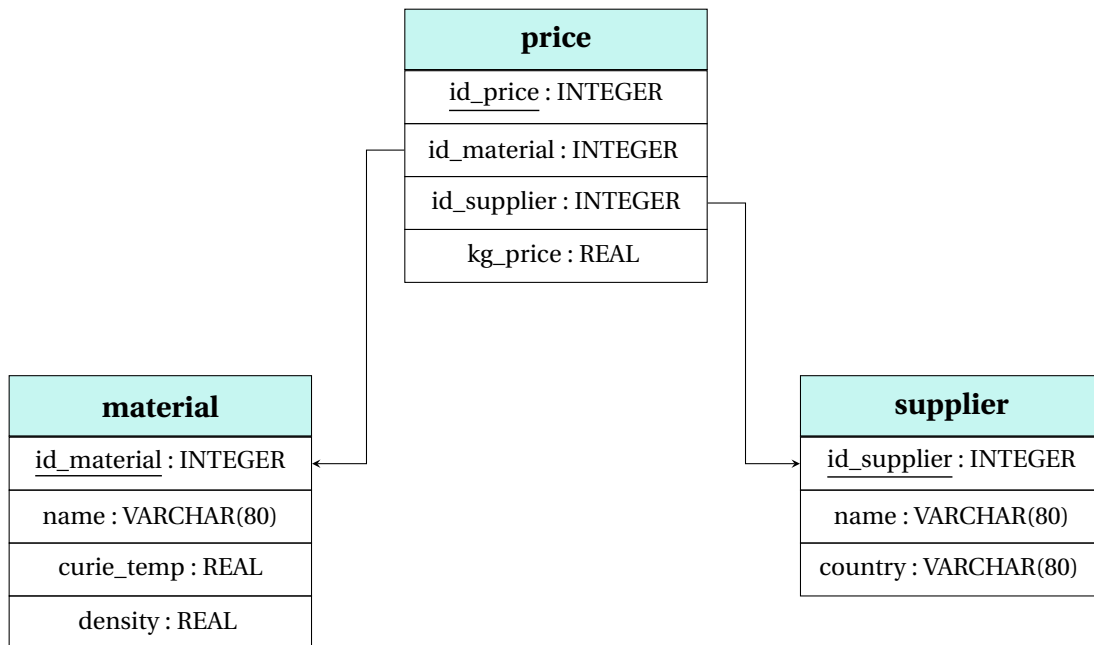 price
id_price : INTEGER
id_material : INTEGER
id_supplier : INTEGER
kg_price : REAL
material
id_material : INTEGER
name : VARCHAR(80)
curie_temp : REAL
density : REAL
supplier
id_supplier : INTEGER
name : VARCHAR(80)
country : VARCHAR(80)